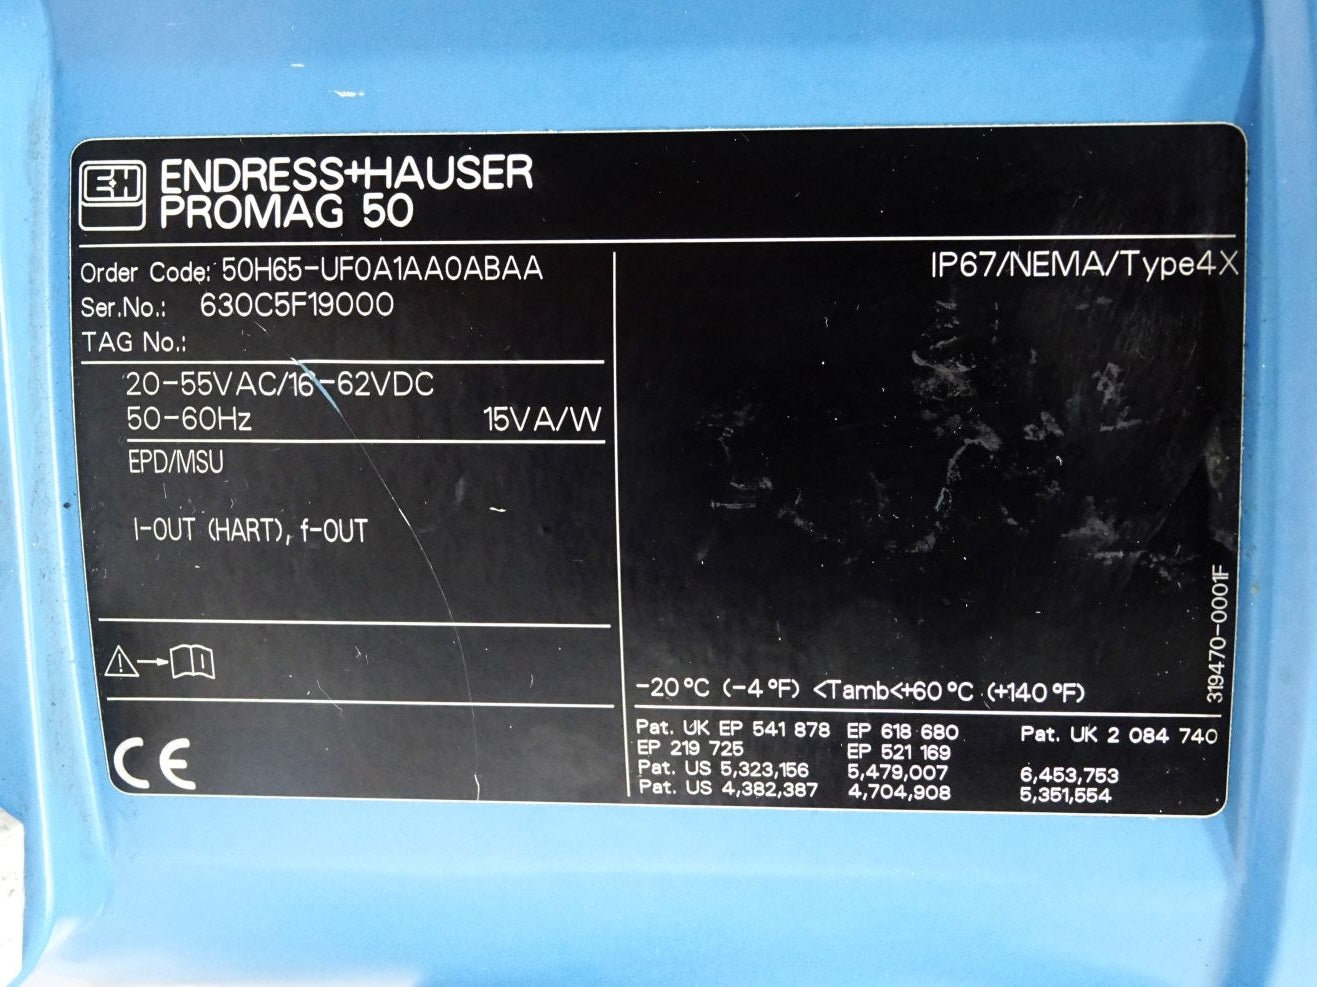 ENDRESS+HAUSER
PROMAG 50
Order Code: 50H65-UF0A1AA0ABAA
Ser.No.: 630C5F19000
TAG No.:
20-55VAC/16-62VDC
50-60Hz 15VA/W
EPD/MSU
I-OUT (HART), f-OUT
CE
IP67/NEMA/Type4X
319470-0001F
-20°C (-4°F) <Tamb<+60°C (+140°F)
Pat. UK EP 541 878 EP 618 680 Pat. UK 2 084 740
EP 219 725 EP 521 169
Pat. US 5,323,156 5,479,007 6,453,753
Pat. US 4,382,387 4,704,908 5,351,554